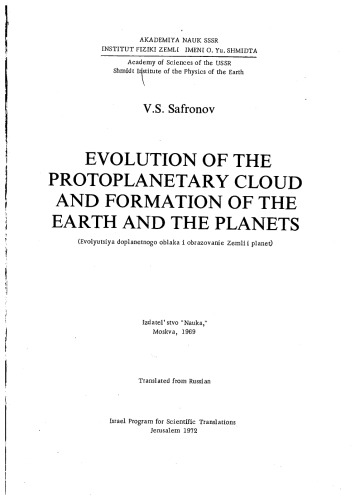 AKADEMIYA NAUK SSSR
INSTITUT FIZIKI ZEMLI IMENI O. Yu. SHMIDTA
Academy of Sciences of the USSR
Shmidt Institute of the Physics of the Earth
V.S. Safronov
EVOLUTION OF THE
PROTOPLANETARY CLOUD
AND FORMATION OF THE
EARTH AND THE PLANETS
(Evolyutsiya doplanetnogo oblaka i obrazovanie Zemli i planet)
Izdatel'stvo "Nauka,"
Moskva, 1969
Translated from Russian
Israel Program for Scientific Translations
Jerusalem 1972